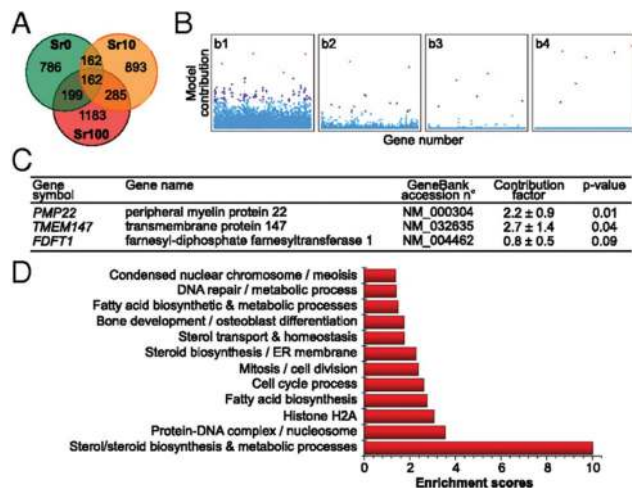 A
Sr0
Sr10
162
786
893
162
199
285
1183
Sr100
B
b1
b2
b3
b4
Model
contribution
Gene number
C
Gene symbol Gene name GeneBank accession n° Contribution factor p-value
PMP22 peripheral myelin protein 22 NM_000304 2.2 ± 0.9 0.01
TMEM147 transmembrane protein 147 NM_032635 2.7 ± 1.4 0.04
FDFT1 farnesyl-diphosphate farnesyltransferase 1 NM_004462 0.8 ± 0.5 0.09
D
Condensed nuclear chromosome / meoisis
DNA repair / metabolic process
Fatty acid biosynthetic & metabolic processes
Bone development / osteoblast differentiation
Sterol transport & homeostasis
Steroid biosynthesis / ER membrane
Mitosis / cell division
Cell cycle process
Fatty acid biosynthesis
Histone H2A
Protein-DNA complex / nucleosome
Sterol/steroid biosynthesis & metabolic processes
0 2 4 6 8 10
Enrichment scores